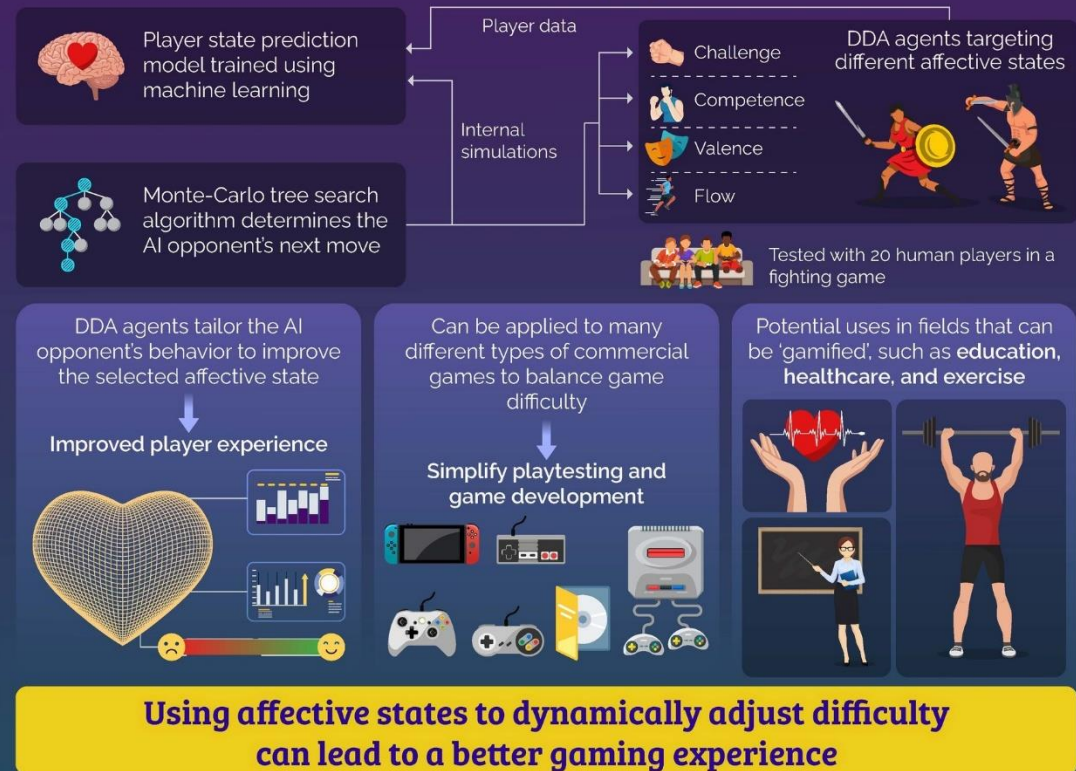 Player state prediction
model trained using
machine learning
Player data
Internal
simulations
Monte-Carlo tree search
algorithm determines the
AI opponent's next move
Challenge
Competence
Valence
Flow
DDA agents targeting
different affective states
Tested with 20 human players in a
fighting game
DDA agents tailor the AI
opponent's behavior to improve
the selected affective state
Improved player experience
Can be applied to many
different types of commercial
games to balance game
difficulty
Simplify playtesting and
game development
Potential uses in fields that can
be 'gamified', such as education,
healthcare, and exercise
Using affective states to dynamically adjust difficulty
can lead to a better gaming experience